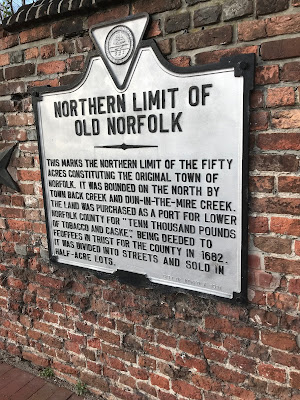 NORTHERN LIMIT OF
OLD NORFOLK
THIS MARKS THE NORTHERN LIMIT OF THE FIFTY
ACRES CONSTITUTING THE ORIGINAL TOWN OF
NORFOLK. IT WAS BOUNDED ON THE NORTH BY
TOWN BACK CREEK AND DUN-IN-THE-MIRE CREEK.
THE LAND WAS PURCHASED AS A PORT FOR LOWER
NORFOLK COUNTY FOR "TEN THOUSAND POUNDS
OF TOBACCO AND CASKE", BEING DEEDED TO
FEOFFEES IN TRUST FOR THE COUNTY IN 1682.
IT WAS DIVIDED INTO STREETS AND SOLD IN
HALF-ACRE LOTS.